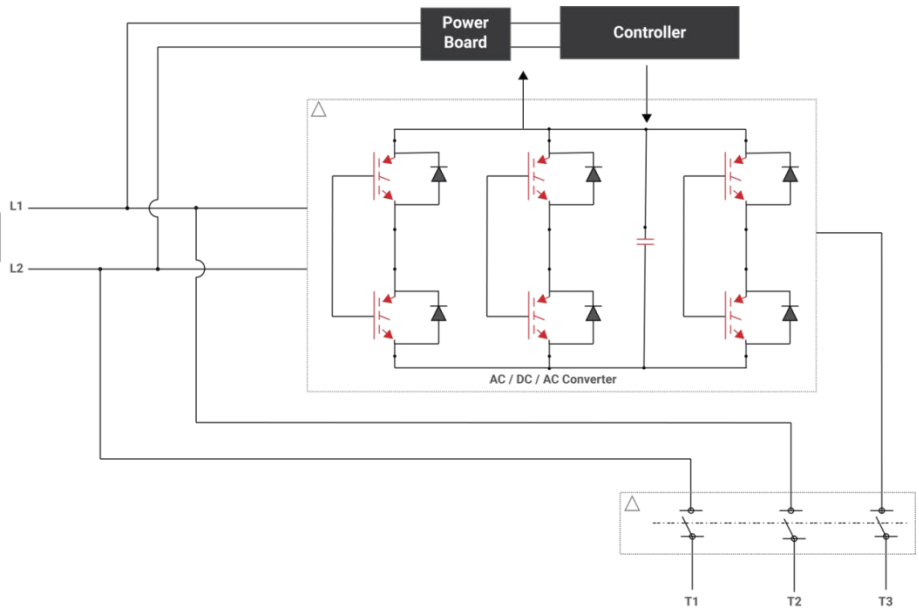 Power
Board
Controller
L1
L2
AC / DC / AC Converter
T1
T2
T3